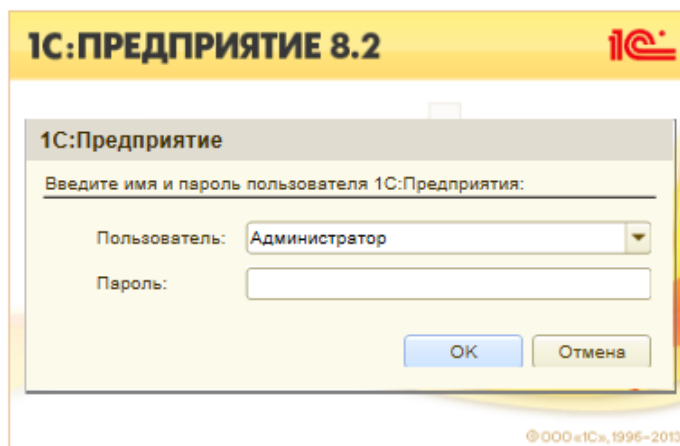 1С:ПРЕДПРИЯТИЕ 8.2
1С
1С:Предприятие
Введите имя и пароль пользователя 1С:Предприятия:
Пользователь: Администратор
Пароль:
OK Отмена
© ООО «1С», 1996-2013